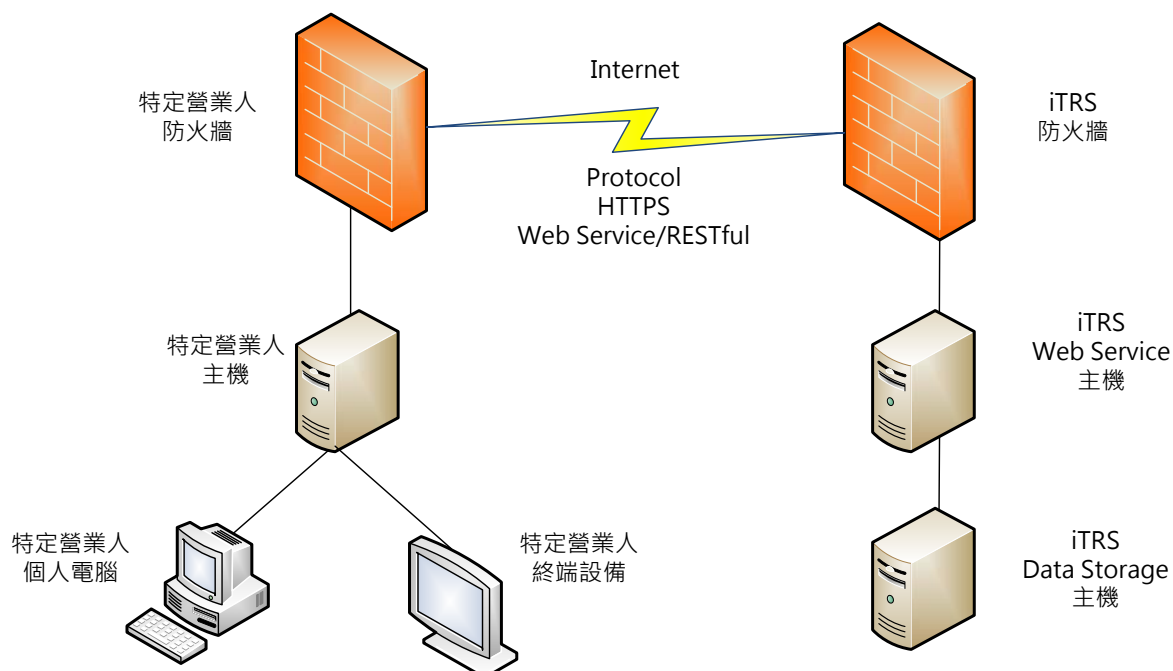 Internet
特定營業人
防火牆
iTRS
防火牆
Protocol
HTTPS
Web Service/RESTful
特定營業人
主機
iTRS
Web Service
主機
特定營業人
個人電腦
特定營業人
終端設備
iTRS
Data Storage
主機